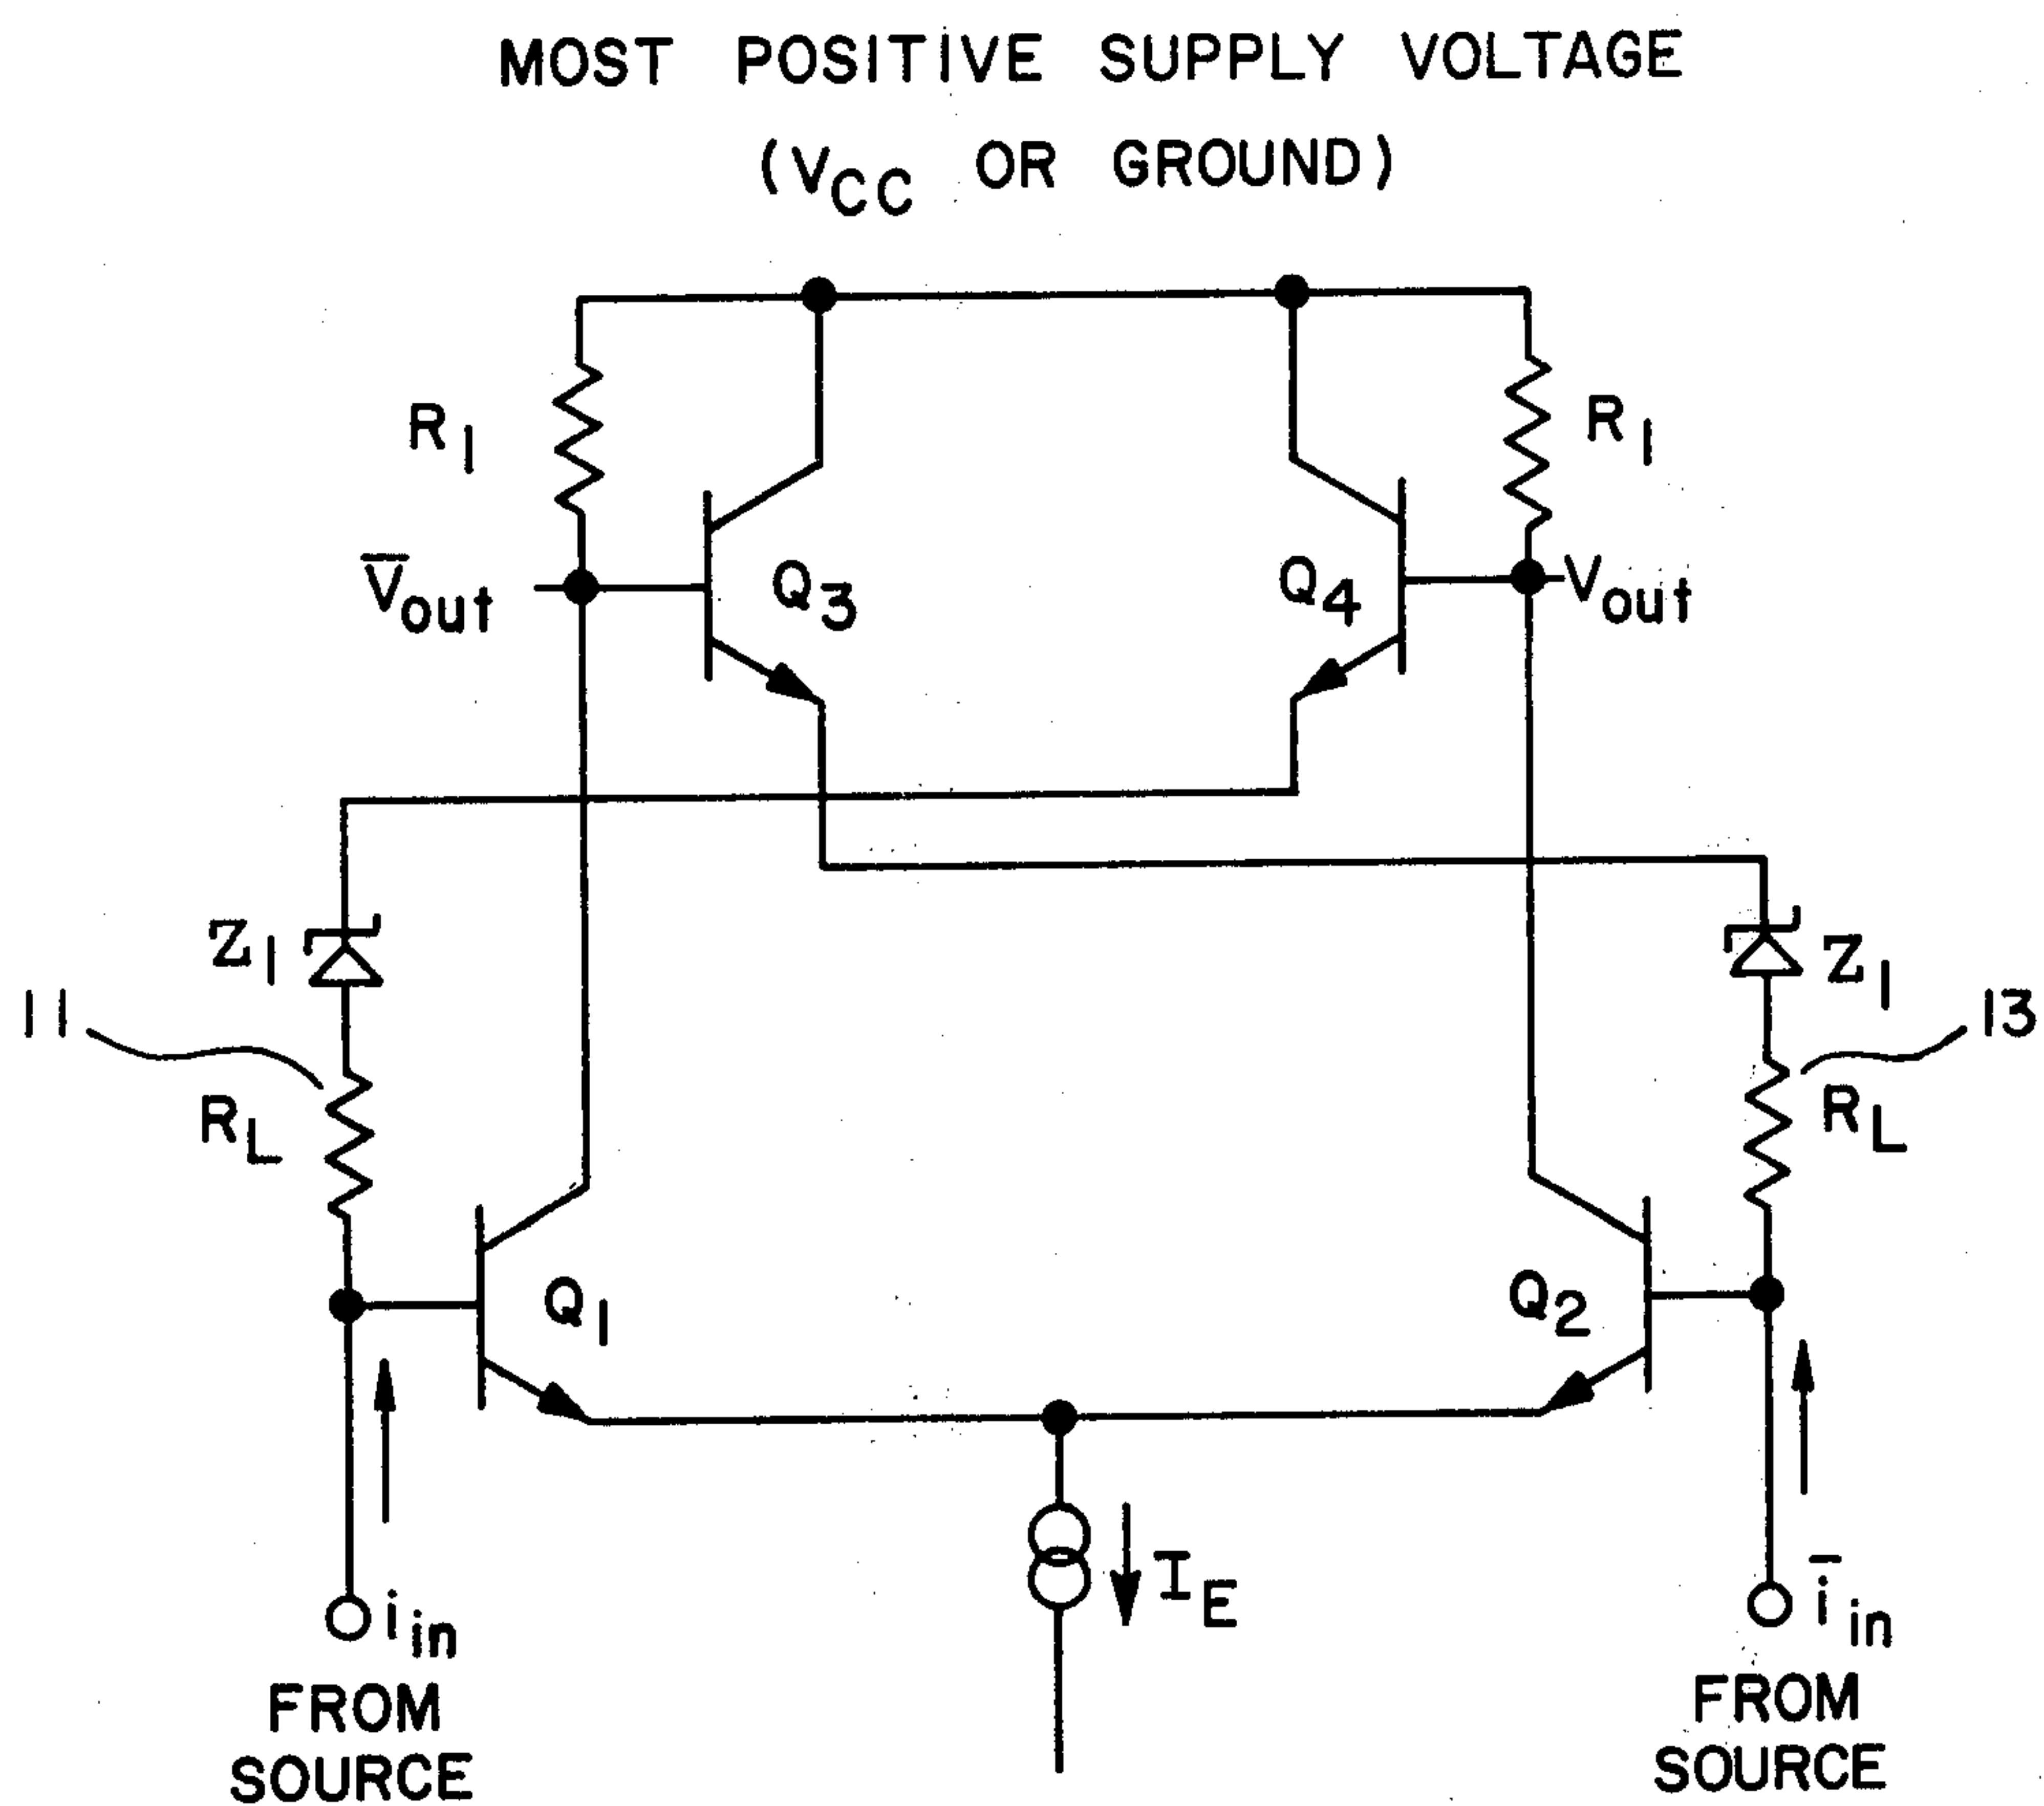 MOST POSITIVE SUPPLY VOLTAGE
(VCC OR GROUND)
R1
R1
V̅out
Q3
Q4
Vout
Z1
Z1
11
13
RL
RL
Q1
Q2
IE
iin
i̅in
FROM
SOURCE
FROM
SOURCE